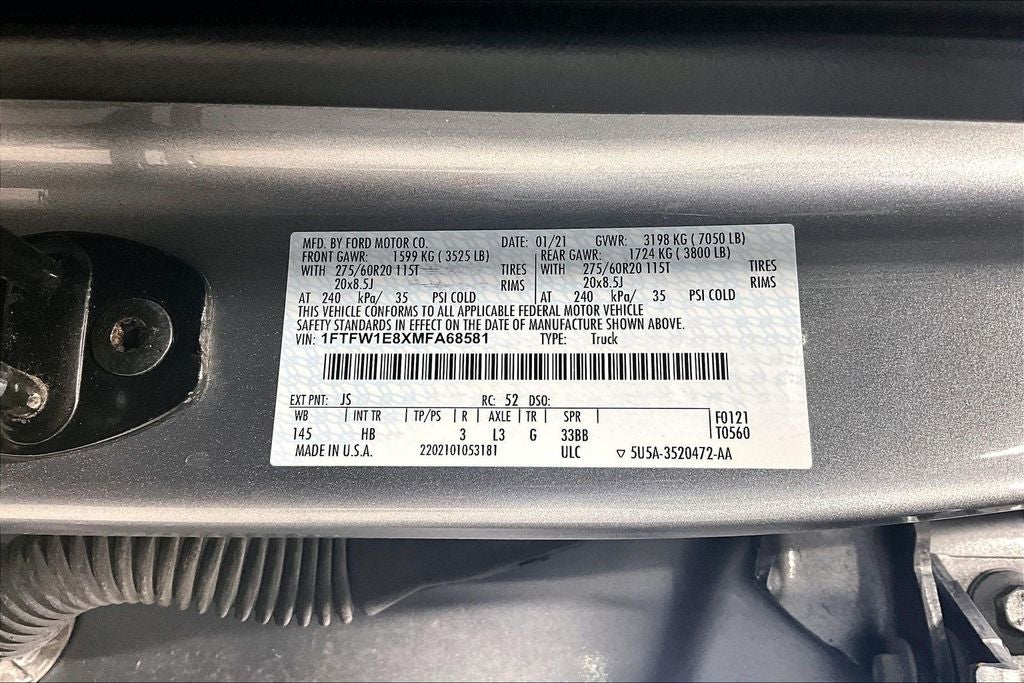 MFD. BY FORD MOTOR CO. DATE: 01/21 GVWR: 3198 KG ( 7050 LB)
FRONT GAWR: 1599 KG ( 3525 LB) REAR GAWR: 1724 KG ( 3800 LB)
WITH 275/60R20 115T TIRES WITH 275/60R20 115T TIRES
20x8.5J RIMS 20x8.5J RIMS
AT 240 kPa/ 35 PSI COLD AT 240 kPa/ 35 PSI COLD
THIS VEHICLE CONFORMS TO ALL APPLICABLE FEDERAL MOTOR VEHICLE
SAFETY STANDARDS IN EFFECT ON THE DATE OF MANUFACTURE SHOWN ABOVE.
VIN: 1FTFW1E8XMFA68581 TYPE: Truck
EXT PNT: JS RC: 52 DSO:
WB INT TR TP/PS R AXLE TR SPR F0121
145 HB 3 L3 G 33BB T0560
MADE IN U.S.A. 2202101053181 ULC ▽ 5U5A-3520472-AA